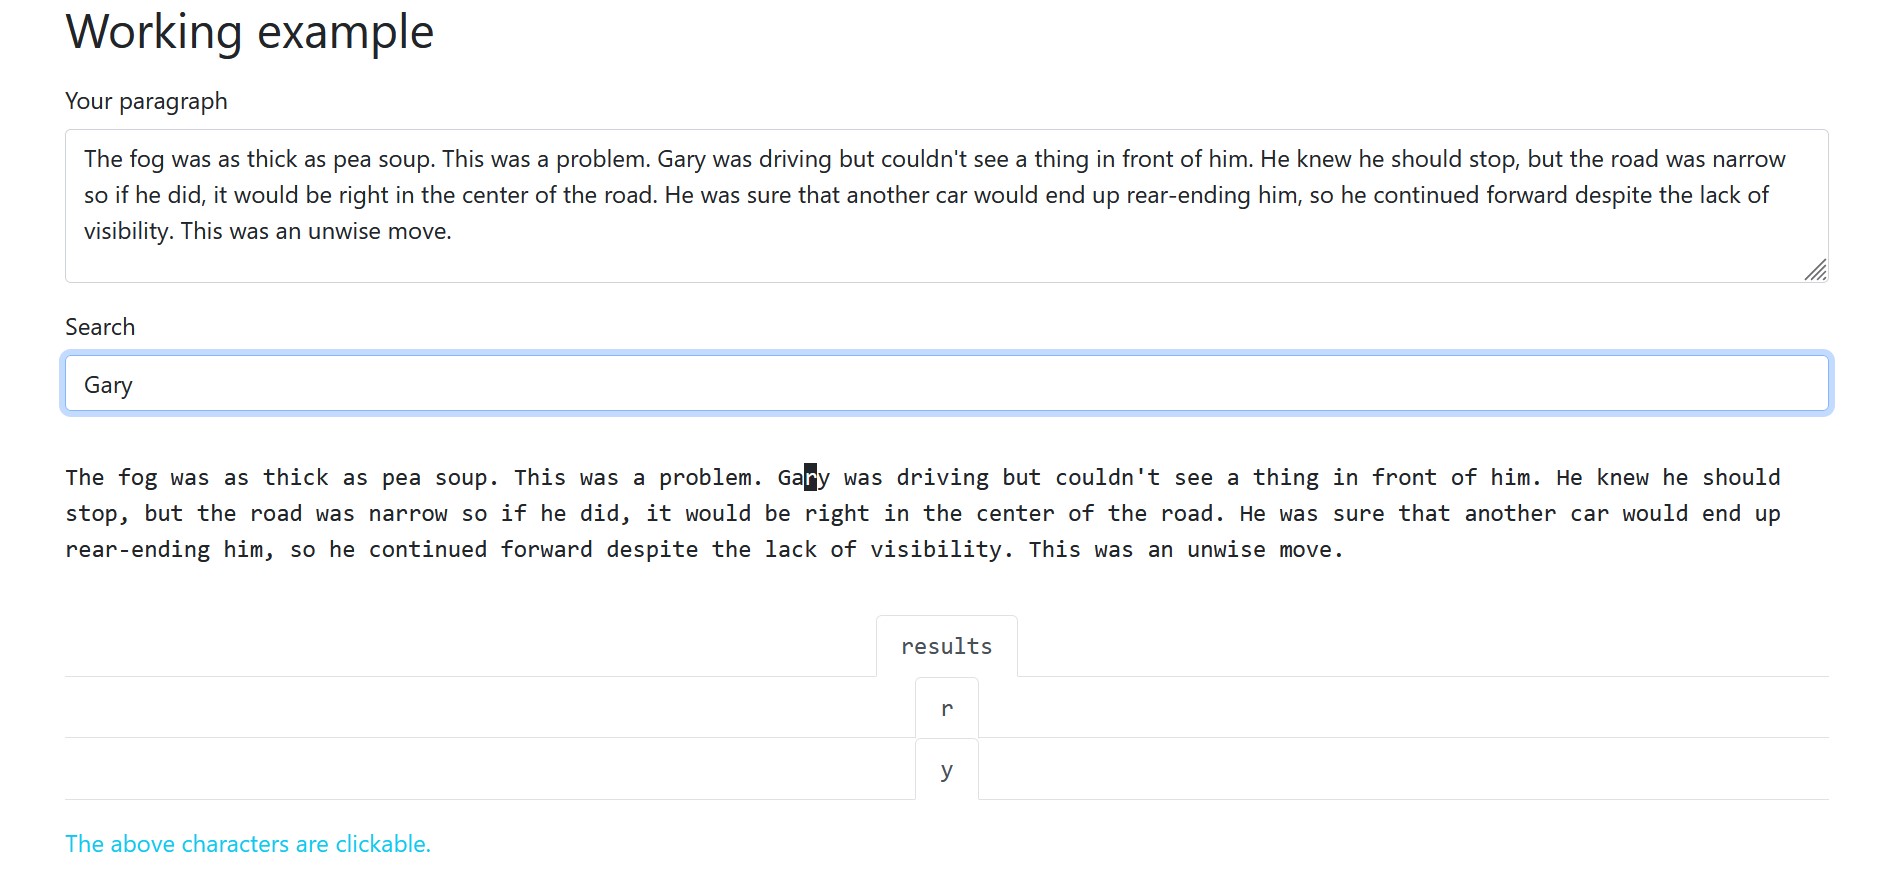 Working example
Your paragraph
The fog was as thick as pea soup. This was a problem. Gary was driving but couldn't see a thing in front of him. He knew he should stop, but the road was narrow
so if he did, it would be right in the center of the road. He was sure that another car would end up rear-ending him, so he continued forward despite the lack of
visibility. This was an unwise move.
Search
Gary
The fog was as thick as pea soup. This was a problem. Gary was driving but couldn't see a thing in front of him. He knew he should
stop, but the road was narrow so if he did, it would be right in the center of the road. He was sure that another car would end up
rear-ending him, so he continued forward despite the lack of visibility. This was an unwise move.
results
r
y
The above characters are clickable.